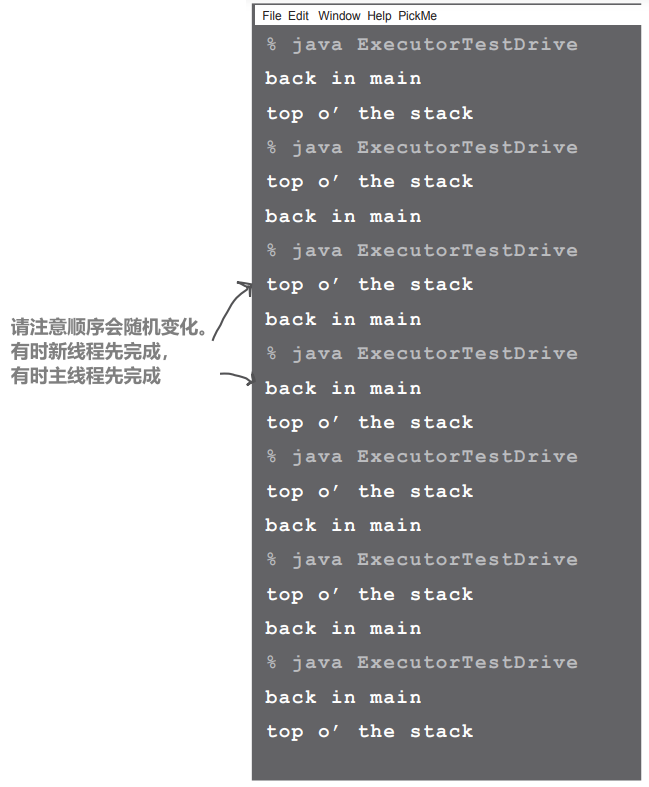 File Edit Window Help PickMe
% java ExecutorTestDrive
back in main
top o’ the stack
% java ExecutorTestDrive
top o’ the stack
back in main
% java ExecutorTestDrive
top o’ the stack
back in main
% java ExecutorTestDrive
back in main
top o’ the stack
% java ExecutorTestDrive
top o’ the stack
back in main
% java ExecutorTestDrive
top o’ the stack
back in main
% java ExecutorTestDrive
back in main
top o’ the stack
请注意顺序会随机变化。
有时新线程先完成，
有时主线程先完成